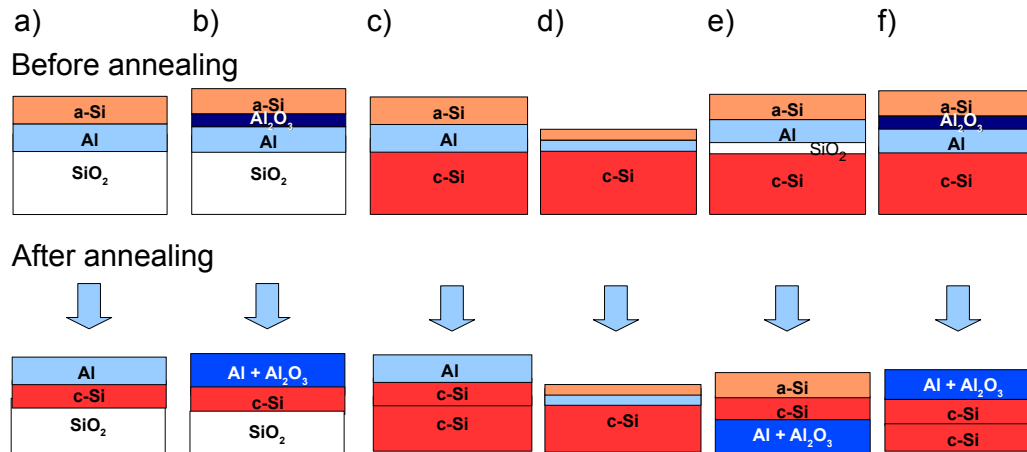 a) b) c) d) e) f)
Before annealing
a-Si a-Si a-Si a-Si a-Si
Al₂O₃ Al₂O₃
Al Al Al Al Al
SiO₂
SiO₂ SiO₂ c-Si c-Si c-Si c-Si
After annealing
Al Al + Al₂O₃ Al a-Si Al + Al₂O₃
c-Si c-Si c-Si c-Si c-Si
SiO₂ SiO₂ c-Si c-Si Al + Al₂O₃ c-Si